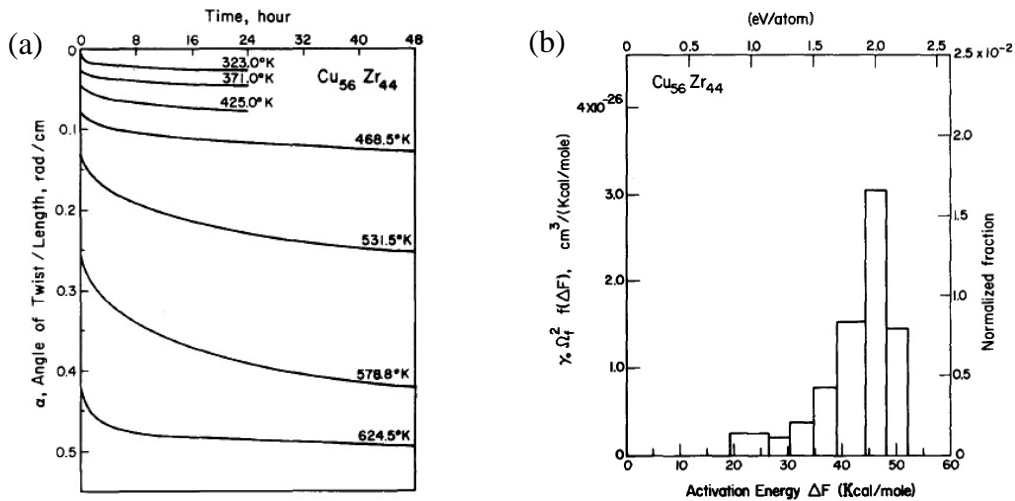 (a)
Time, hour
0 8 16 24 32 40 48
0
0.1
0.2
0.3
0.4
0.5
α, Angle of Twist / Length, rad / cm
Cu56 Zr44
323.0°K
371.0°K
425.0°K
468.5°K
531.5°K
578.8°K
624.5°K
(b)
(eV/atom)
0 0.5 1.0 1.5 2.0 2.5
Cu56 Zr44
4X10-26
3.0
2.0
1.0
0
γ₀ Ωf² f(ΔF), cm³/(Kcal/mole)
2.5 x10-2
2.0
1.5
1.0
0.5
0
Normalized fraction
0 10 20 30 40 50 60
Activation Energy ΔF (Kcal/mole)